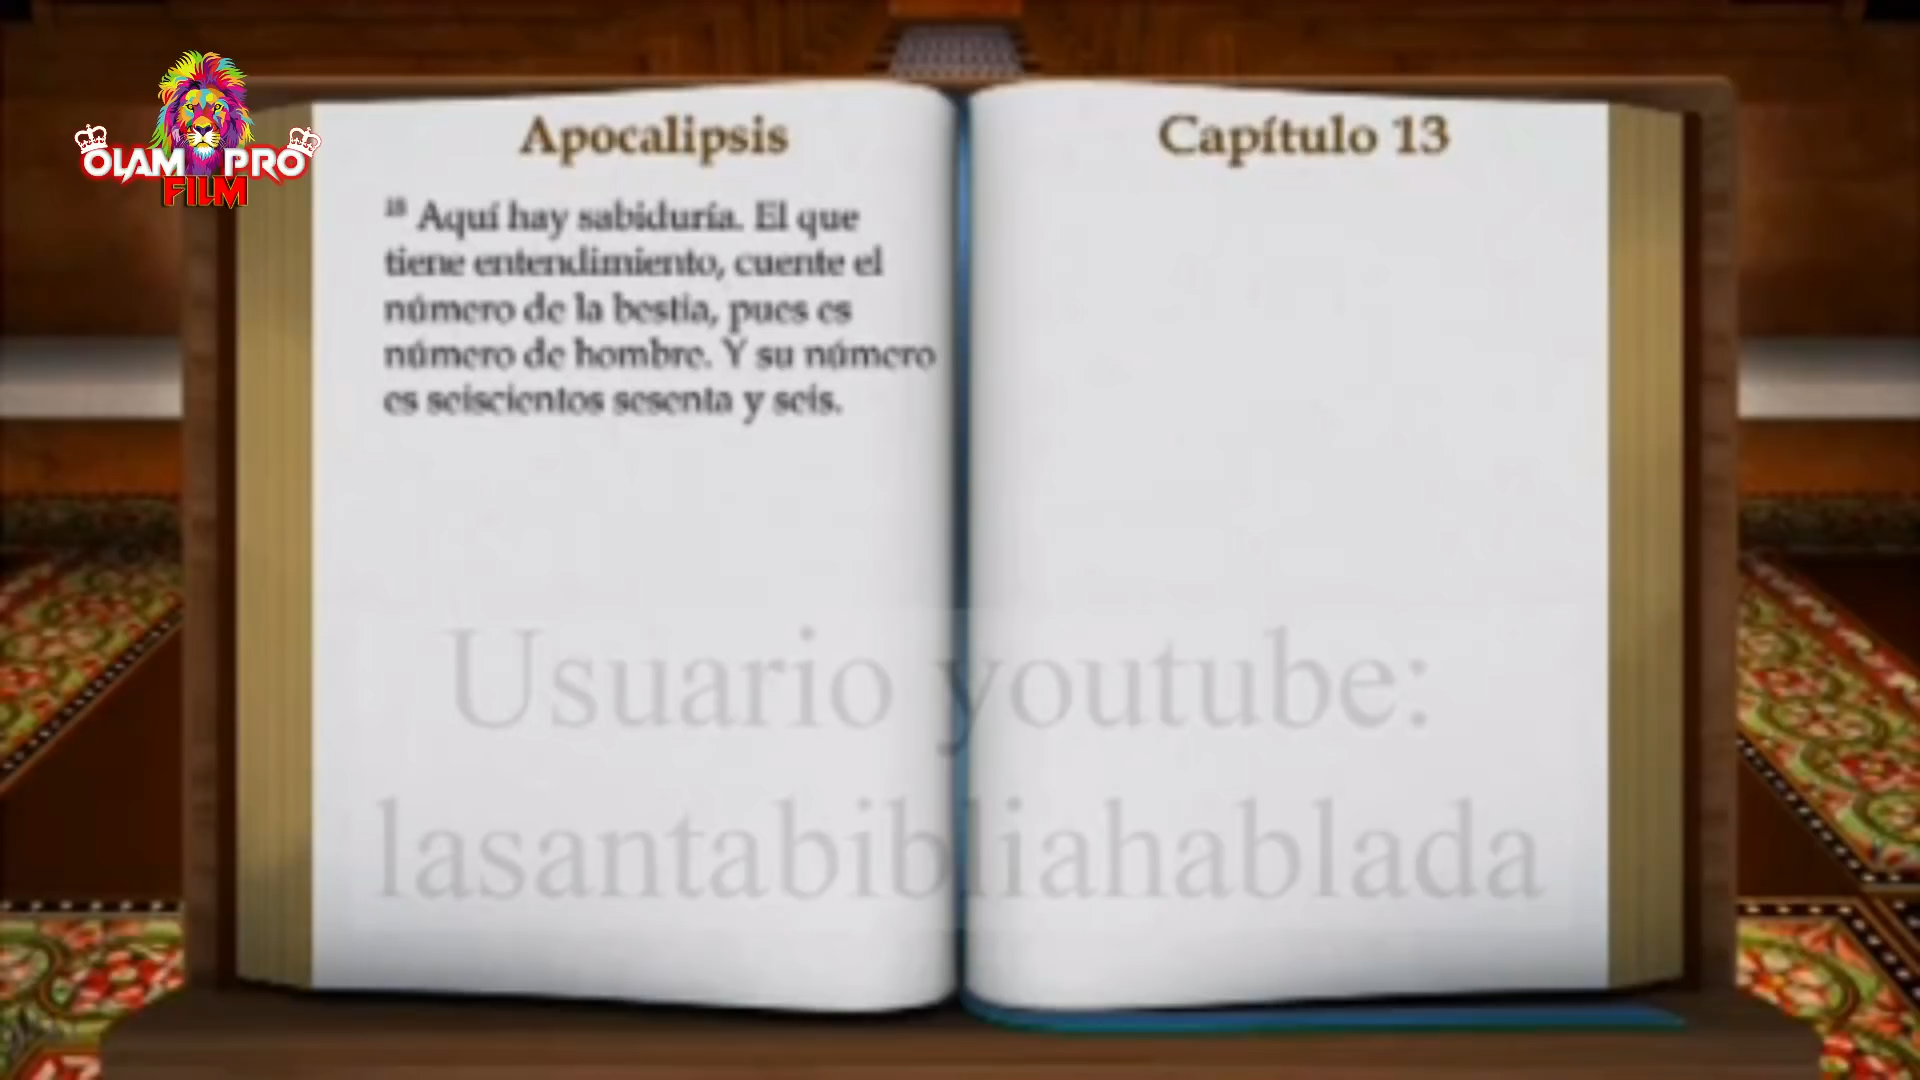 OLAM PRO
FILM
Apocalipsis
Capítulo 13
18 Aquí hay sabiduría. El que
tiene entendimiento, cuente el
número de la bestia, pues es
número de hombre. Y su número
es seiscientos sesenta y seis.
Usuario youtube:
lasantabibliahablada